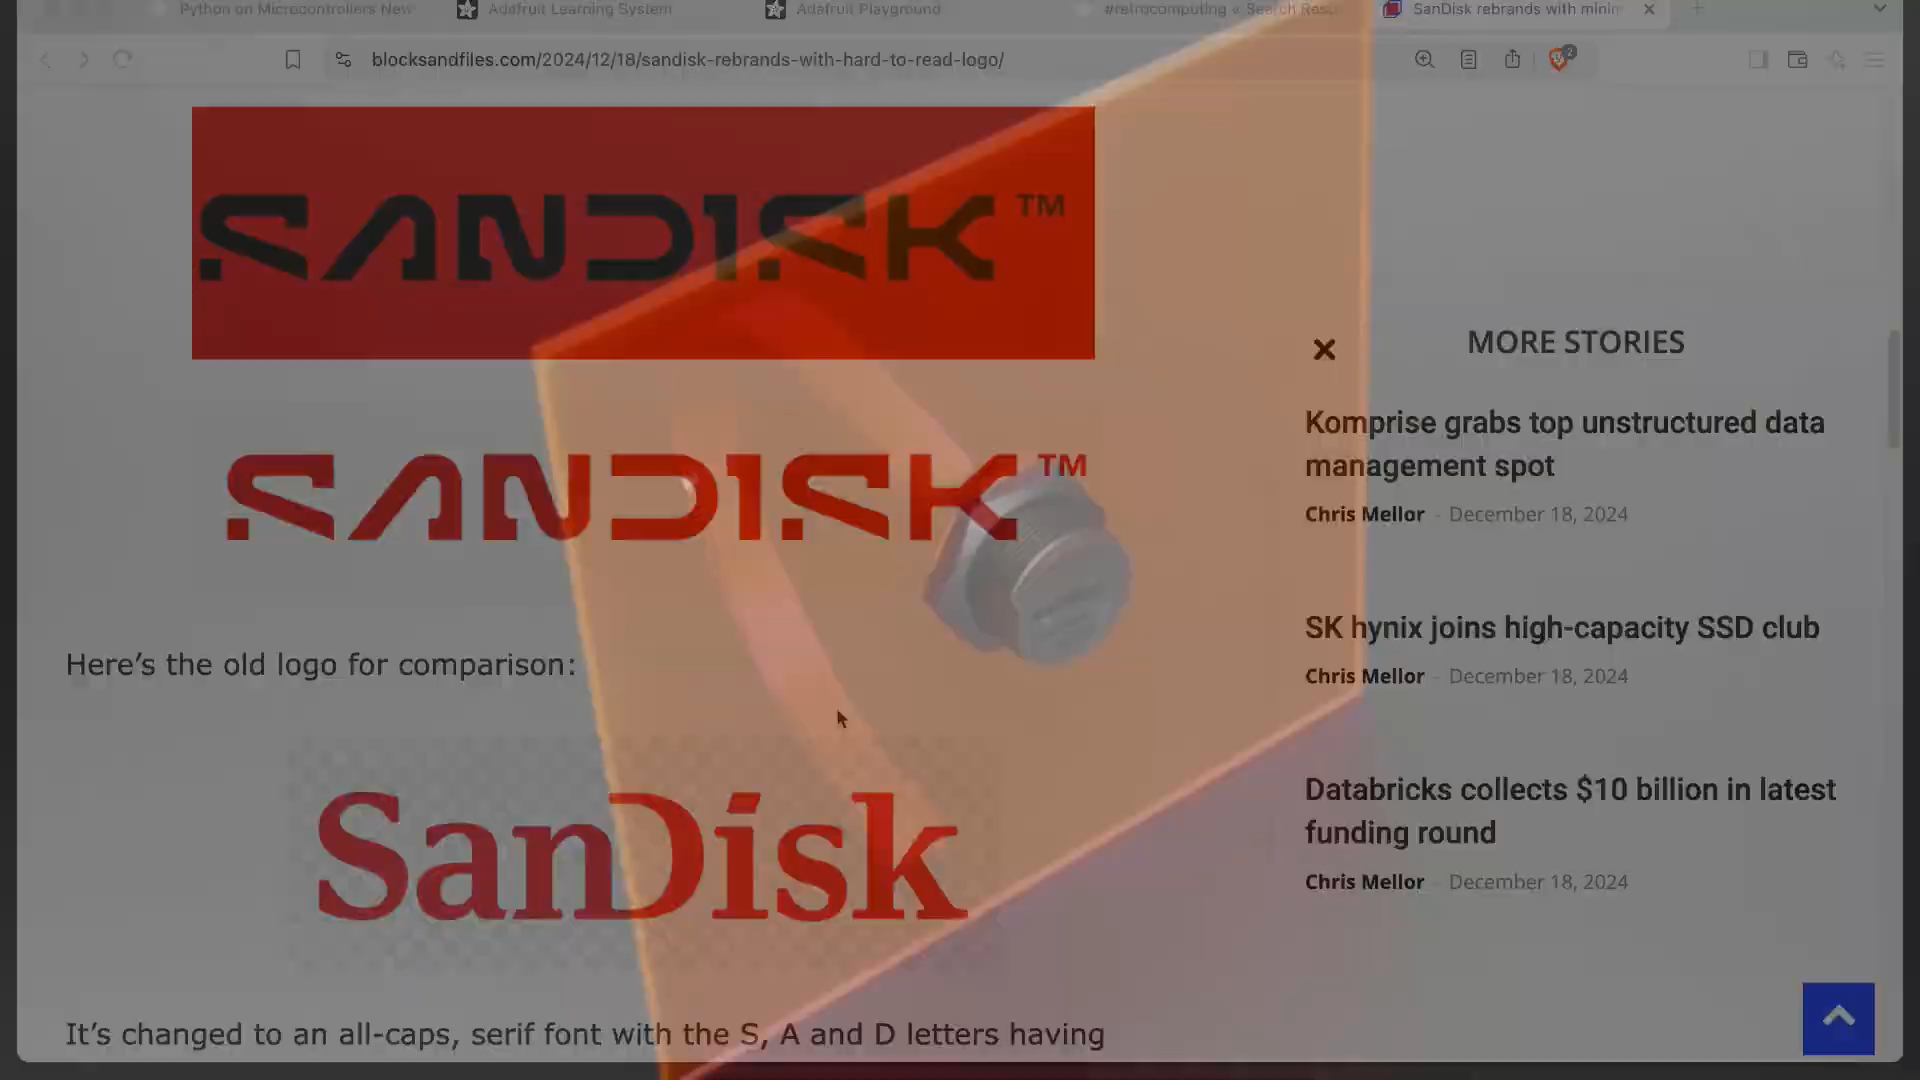 Python on Microcontrollers New
Adafruit Learning System
Adafruit Playground
#retrocomputing « Search Resu
SanDisk rebrands with minim
blocksandfiles.com/2024/12/18/sandisk-rebrands-with-hard-to-read-logo/
2
SANDISK™
SANDISK™
Here’s the old logo for comparison:
SanDisk
It’s changed to an all-caps, serif font with the S, A and D letters having
MORE STORIES
Komprise grabs top unstructured data
management spot
Chris Mellor - December 18, 2024
SK hynix joins high-capacity SSD club
Chris Mellor - December 18, 2024
Databricks collects $10 billion in latest
funding round
Chris Mellor - December 18, 2024